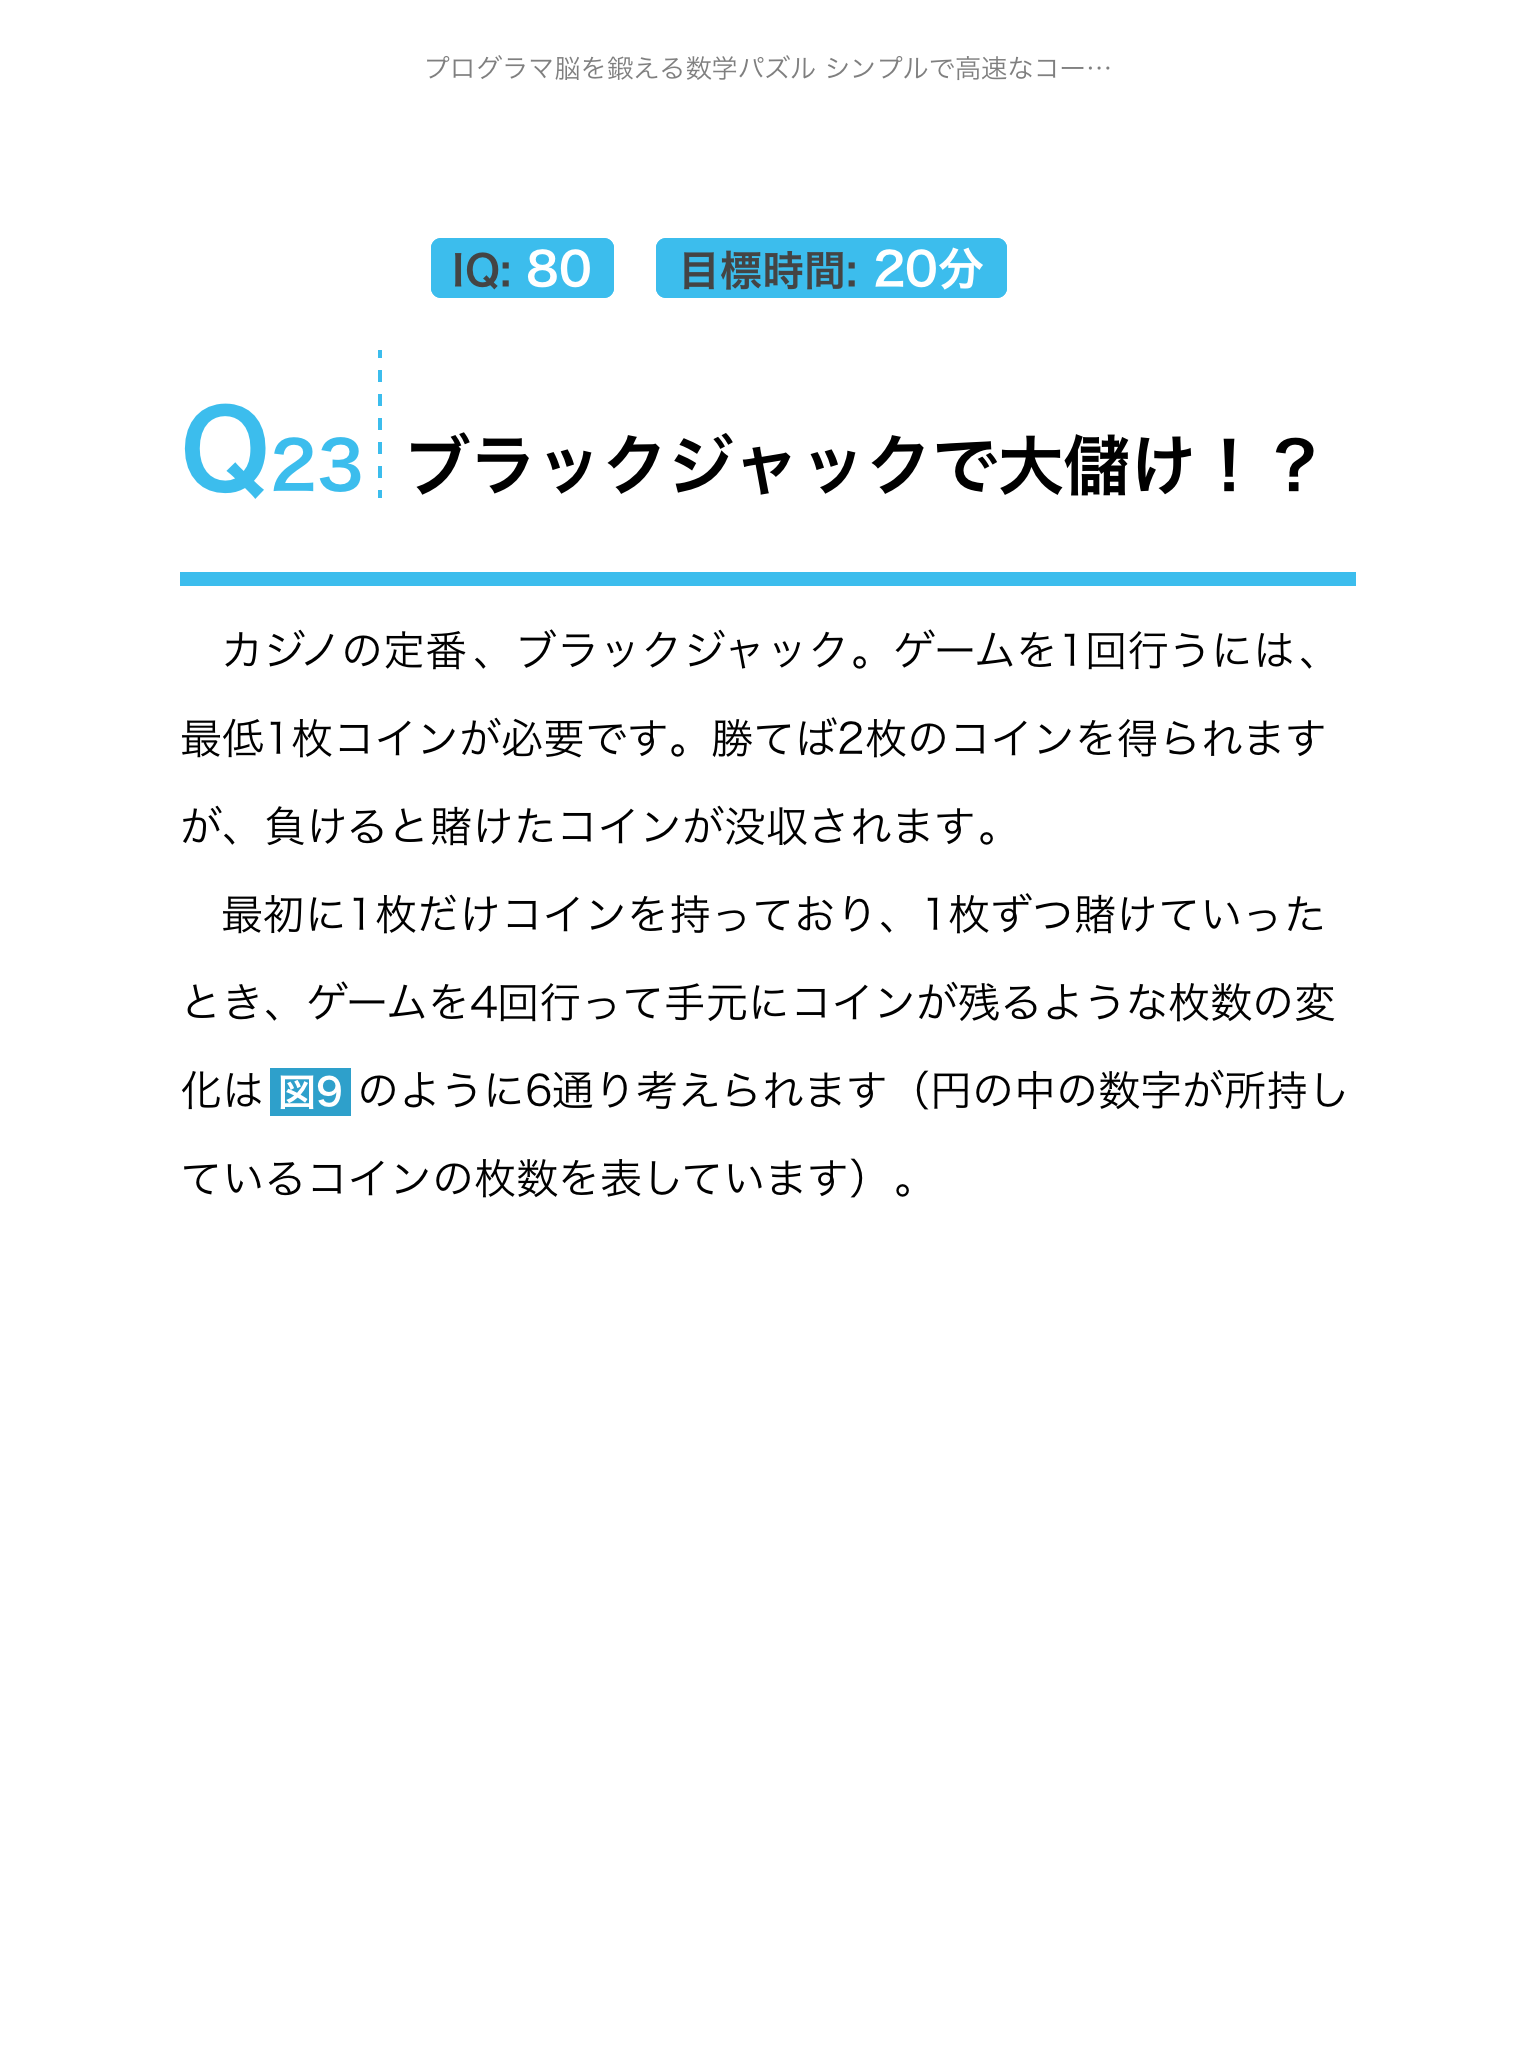 プログラマ脳を鍛える数学パズル シンプルで高速なコー…
IQ: 80 目標時間: 20分
Q23 ブラックジャックで大儲け！？
カジノの定番、ブラックジャック。ゲームを1回行うには、
最低1枚コインが必要です。勝てば2枚のコインを得られます
が、負けると賭けたコインが没収されます。
最初に1枚だけコインを持っており、1枚ずつ賭けていった
とき、ゲームを4回行って手元にコインが残るような枚数の変
化は 図9 のように6通り考えられます（円の中の数字が所持し
ているコインの枚数を表しています）。